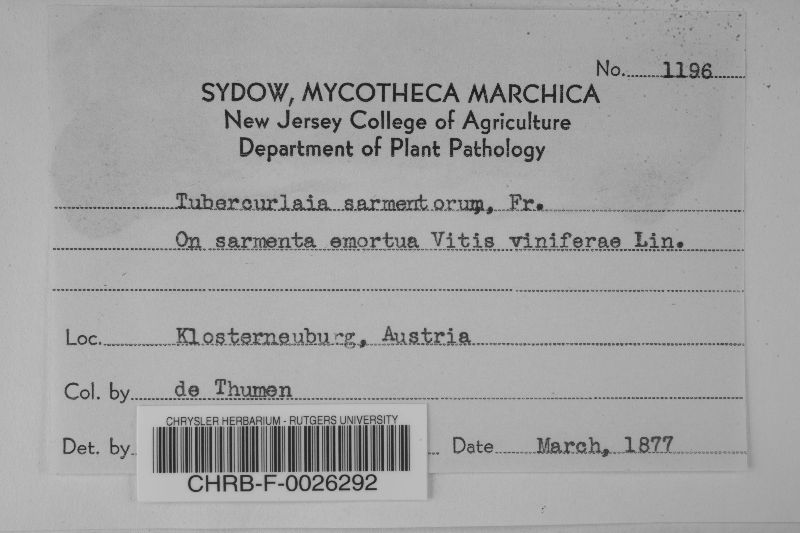 No. 1196
SYDOW, MYCOTHECA MARCHICA
New Jersey College of Agriculture
Department of Plant Pathology
Tubercurlaia sarmentorum, Fr.
On sarmenta emortua Vitis viniferae Lin.
Loc. Klosterneuburg, Austria
Col. by de Thumen
Det. by Date March, 1877
CHRYSLER HERBARIUM - RUTGERS UNIVERSITY
CHRB-F-0026292